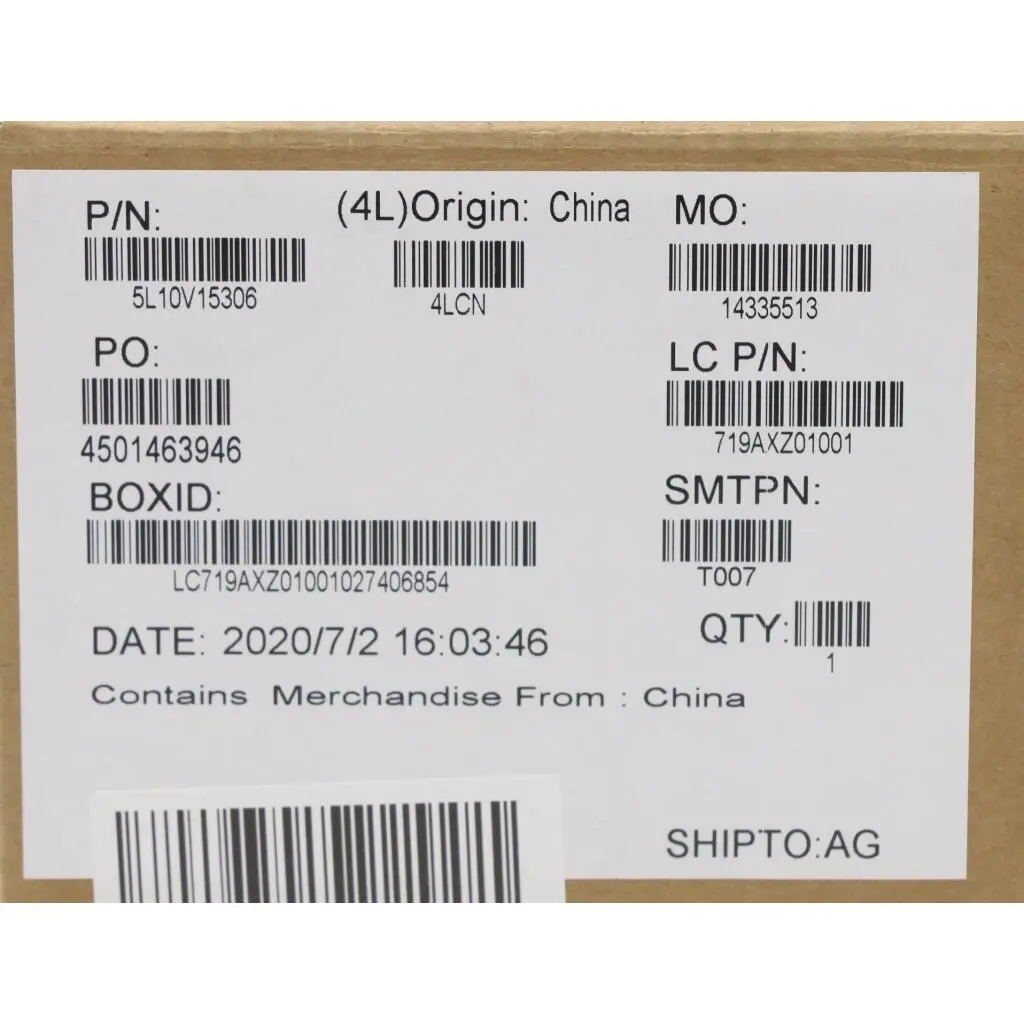 P/N:
5L10V15306
(4L)Origin: China
4LCN
MO:
14335513
PO:
4501463946
LC P/N:
719AXZ01001
BOXID:
LC719AXZ01001027406854
SMTPN:
T007
DATE: 2020/7/2 16:03:46
QTY:
1
Contains Merchandise From : China
SHIPTO:AG